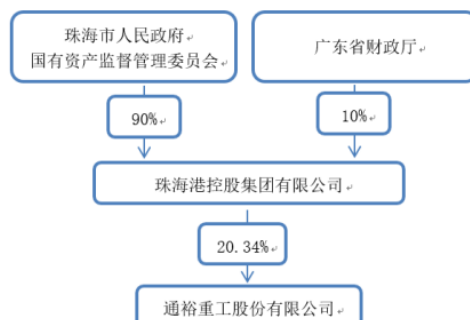 珠海市人民政府
国有资产监督管理委员会
广东省财政厅
90%
10%
珠海港控股集团有限公司
20.34%
通裕重工股份有限公司